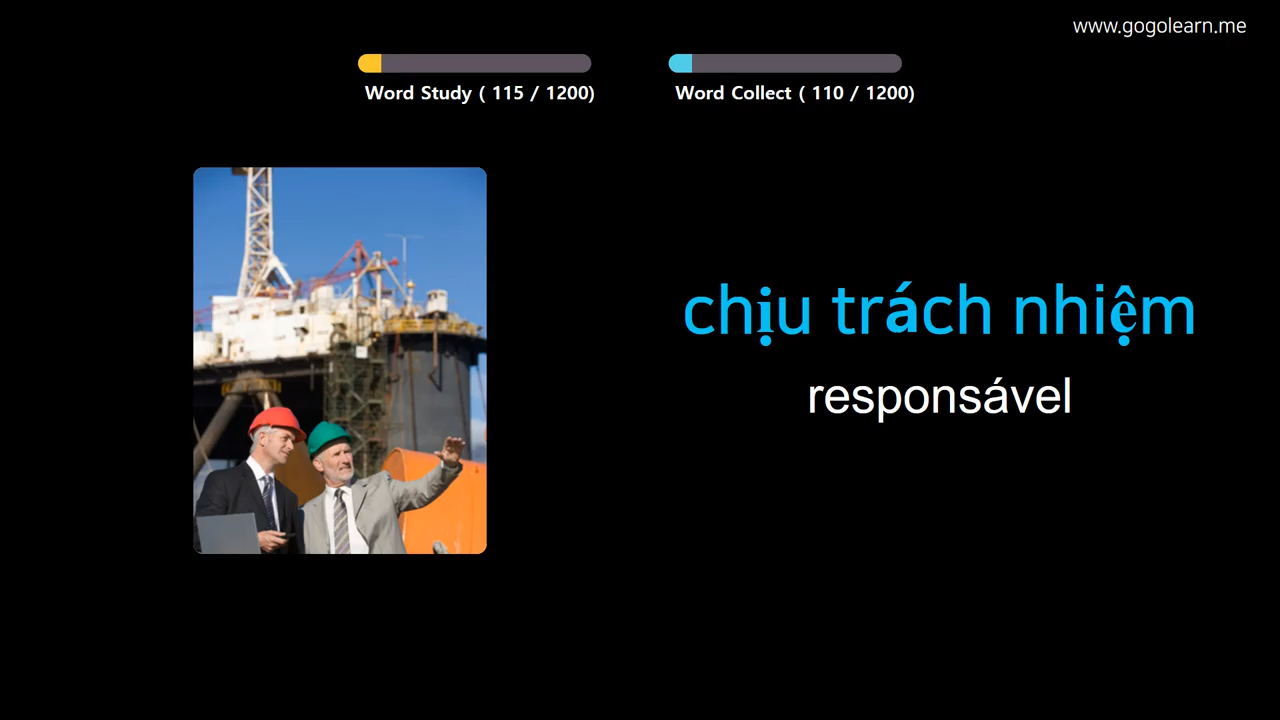 www.gogolearn.me
Word Study ( 115 / 1200)
Word Collect ( 110 / 1200)
chịu trách nhiệm
responsável